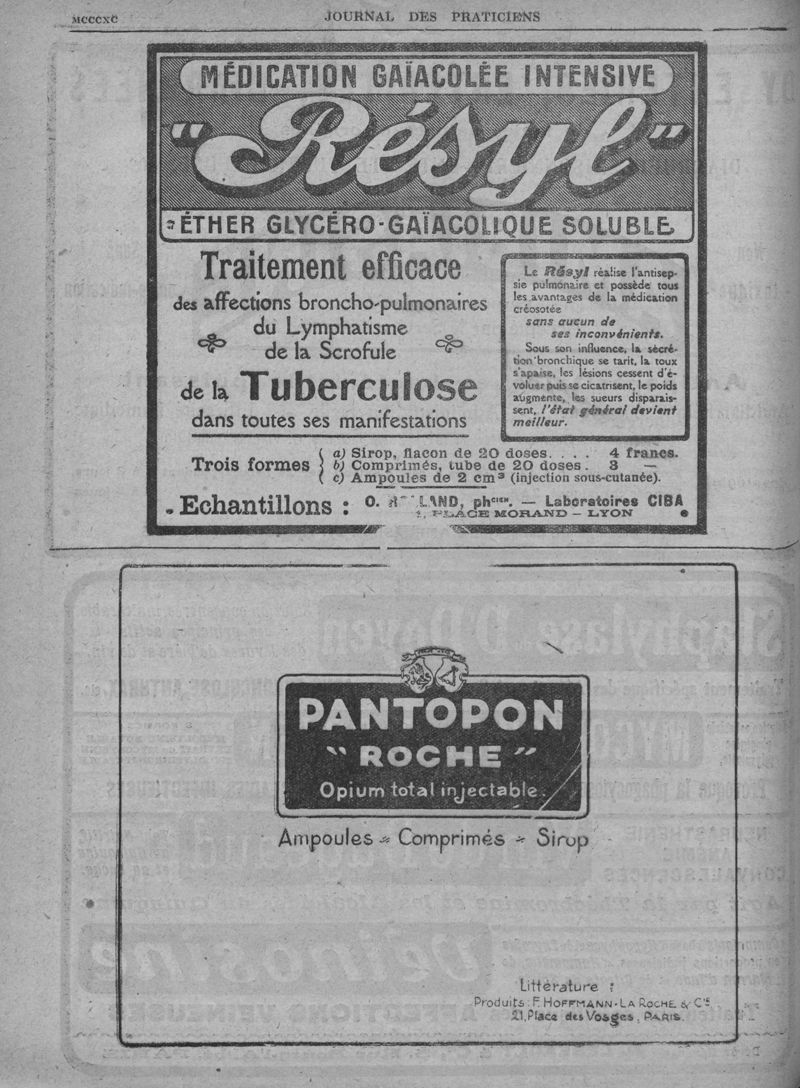 MCCCXC
JOURNAL DES PRATICIENS
MÉDICATION GAÏACOLÉE INTENSIVE
"Résyl"
ÉTHER GLYCÉRO-GAÏACOLIQUE SOLUBLE
Traitement efficace
des affections broncho-pulmonaires
du Lymphatisme
de la Scrofule
de la Tuberculose
dans toutes ses manifestations
Le Résyl réalise l'antisep-
sie pulmonaire et possède tous
les avantages de la médication
créosotée
sans aucun de
ses inconvénients.
Sous son influence, la sécré-
tion bronchique se tarit, la toux
s'apaise, les lésions cessent d'é-
voluer puis se cicatrisent, le poids
augmente, les sueurs disparais-
sent, l'état général devient
meilleur.
Trois formes
a) Sirop, flacon de 20 doses. . . . 4 francs.
b) Comprimés, tube de 20 doses . 3 —
c) Ampoules de 2 cm³ (injection sous-cutanée).
Echantillons : O. phcien. — Laboratoires CIBA
PLACE MORAND – LYON
PANTOPON
"ROCHE"
Opium total injectable.
Ampoules - Comprimés - Sirop
Littérature :
Produits : F. HOFFMANN-LA ROCHE & Cie
21, Place des Vosges, PARIS.